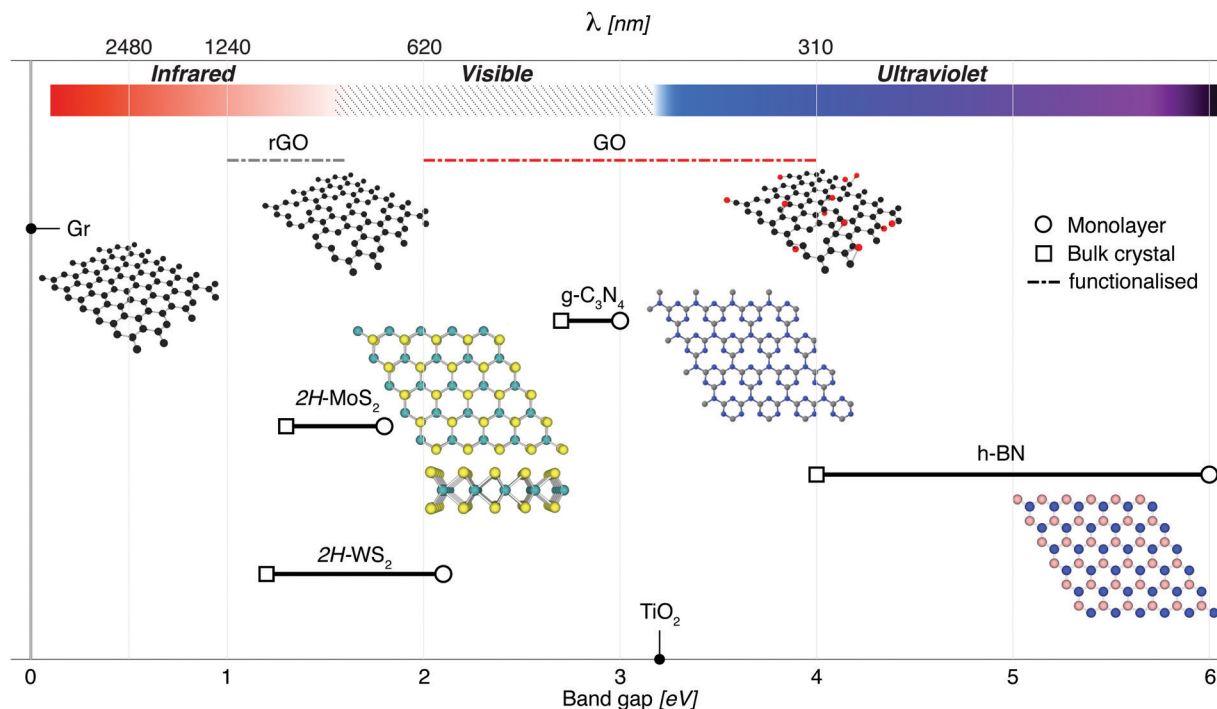 λ [nm]
2480 1240 620 310
Infrared Visible Ultraviolet
rGO GO
Gr
Monolayer
Bulk crystal
functionalised
g-C₃N₄
2H-MoS₂
h-BN
2H-WS₂
TiO₂
0 1 2 3 4 5 6
Band gap [eV]